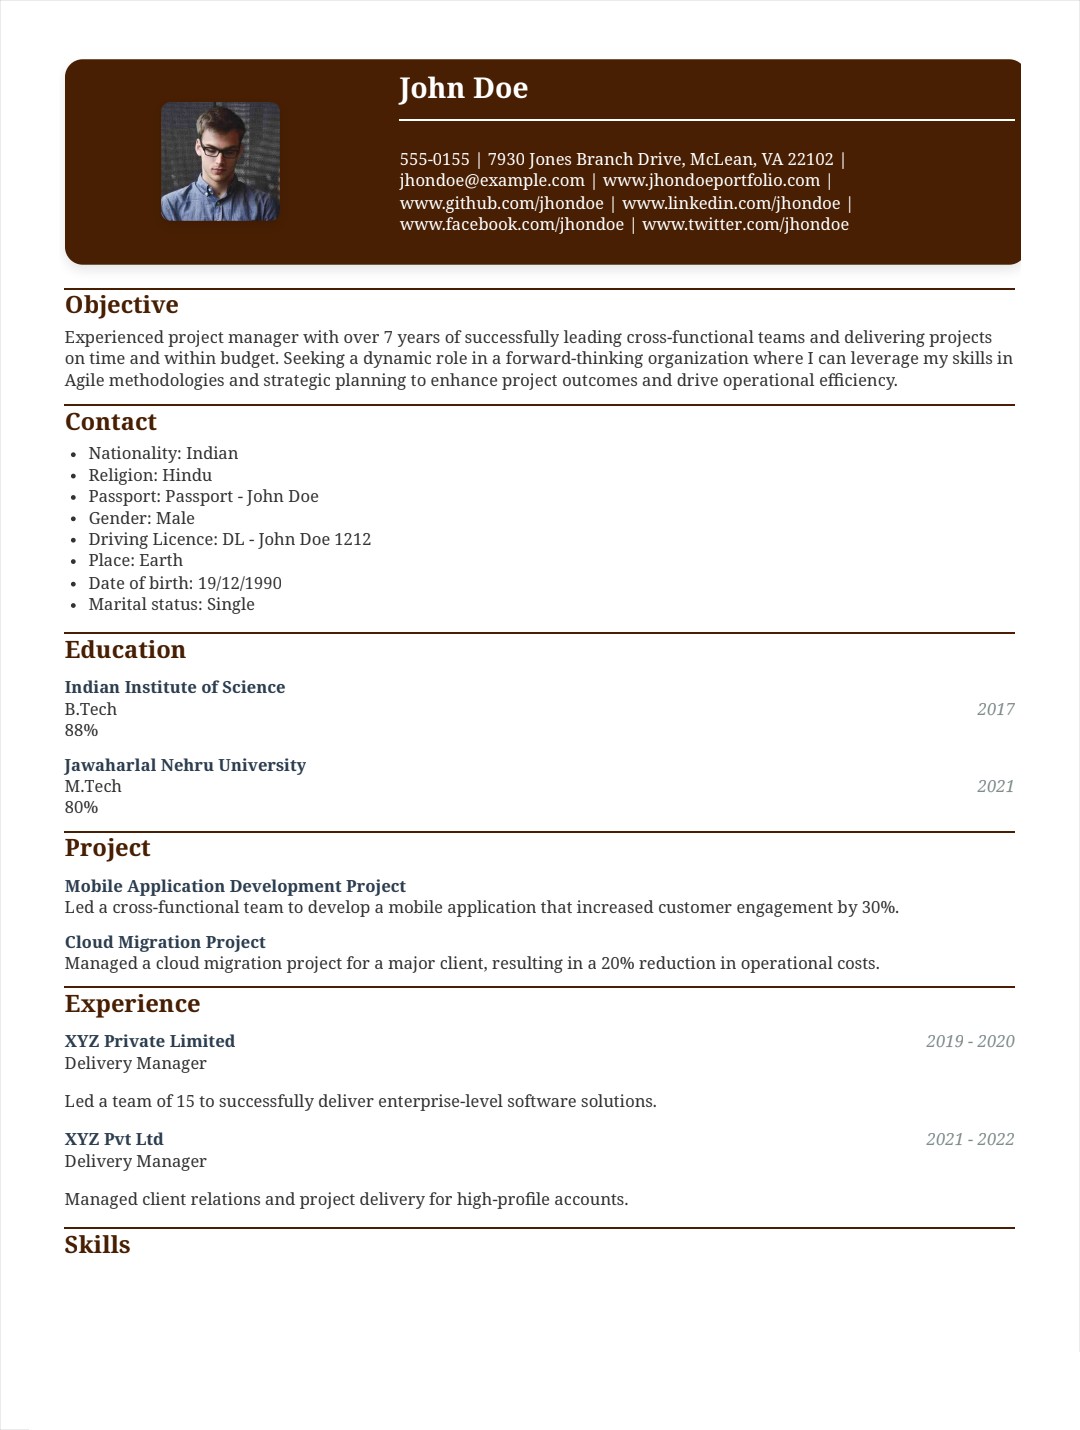 John Doe
555-0155 | 7930 Jones Branch Drive, McLean, VA 22102 |
jhondoe@example.com | www.jhondoeportfolio.com |
www.github.com/jhondoe | www.linkedin.com/jhondoe |
www.facebook.com/jhondoe | www.twitter.com/jhondoe
Objective
Experienced project manager with over 7 years of successfully leading cross-functional teams and delivering projects
on time and within budget. Seeking a dynamic role in a forward-thinking organization where I can leverage my skills in
Agile methodologies and strategic planning to enhance project outcomes and drive operational efficiency.
Contact
• Nationality: Indian
• Religion: Hindu
• Passport: Passport - John Doe
• Gender: Male
• Driving Licence: DL - John Doe 1212
• Place: Earth
• Date of birth: 19/12/1990
• Marital status: Single
Education
Indian Institute of Science
B.Tech 2017
88%
Jawaharlal Nehru University
M.Tech 2021
80%
Project
Mobile Application Development Project
Led a cross-functional team to develop a mobile application that increased customer engagement by 30%.
Cloud Migration Project
Managed a cloud migration project for a major client, resulting in a 20% reduction in operational costs.
Experience
XYZ Private Limited 2019 - 2020
Delivery Manager
Led a team of 15 to successfully deliver enterprise-level software solutions.
XYZ Pvt Ltd 2021 - 2022
Delivery Manager
Managed client relations and project delivery for high-profile accounts.
Skills